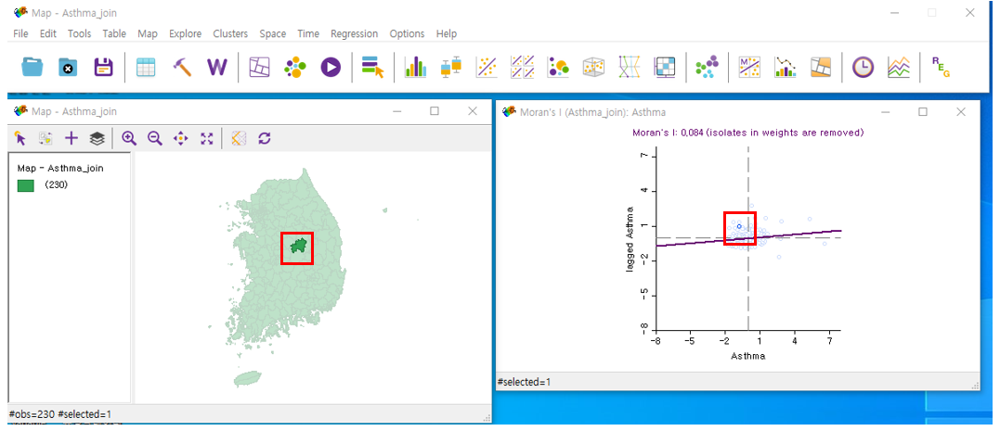 Map - Asthma_join
File Edit Tools Table Map Explore Clusters Space Time Regression Options Help
W
M
R E G
Map - Asthma_join
Map - Asthma_join
(230)
#obs=230 #selected=1
Moran's I (Asthma_join): Asthma
Moran's I: 0,084 (isolates in weights are removed)
7
4
1
-2
-5
-8
lagged Asthma
-8 -5 -2 1 4 7
Asthma
#selected=1